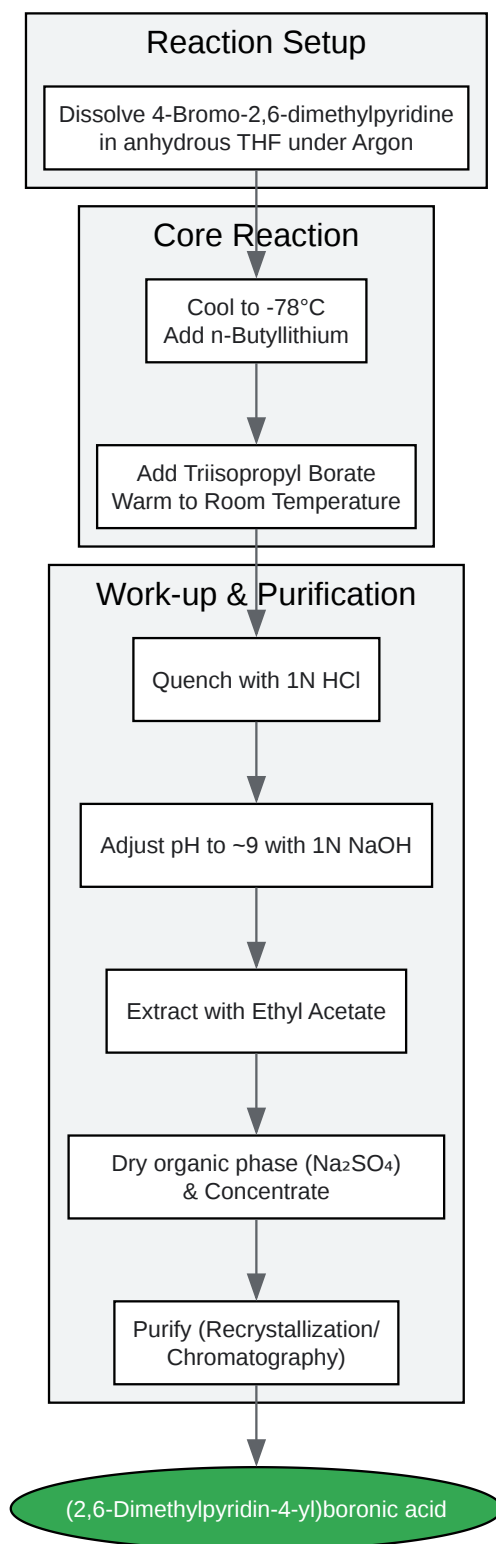 Reaction Setup
Dissolve 4-Bromo-2,6-dimethylpyridine
in anhydrous THF under Argon
Core Reaction
Cool to -78°C
Add n-Butyllithium
Add Triisopropyl Borate
Warm to Room Temperature
Work-up & Purification
Quench with 1N HCl
Adjust pH to ~9 with 1N NaOH
Extract with Ethyl Acetate
Dry organic phase (Na₂SO₄)
& Concentrate
Purify (Recrystallization/
Chromatography)
(2,6-Dimethylpyridin-4-yl)boronic acid